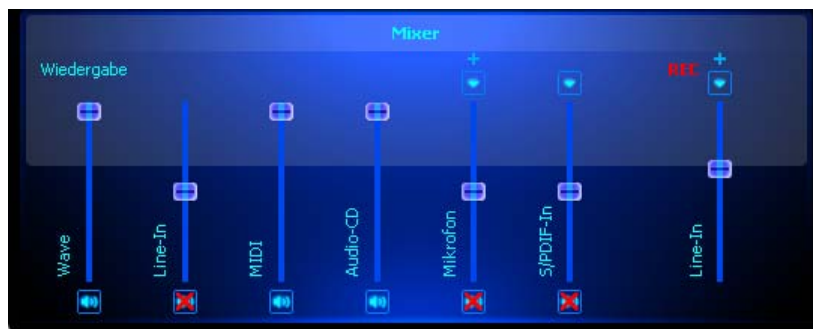 Mixer
Wiedergabe
REC
Wave
Line-In
MIDI
Audio-CD
Mikrofon
S/PDIF-In
Line-In